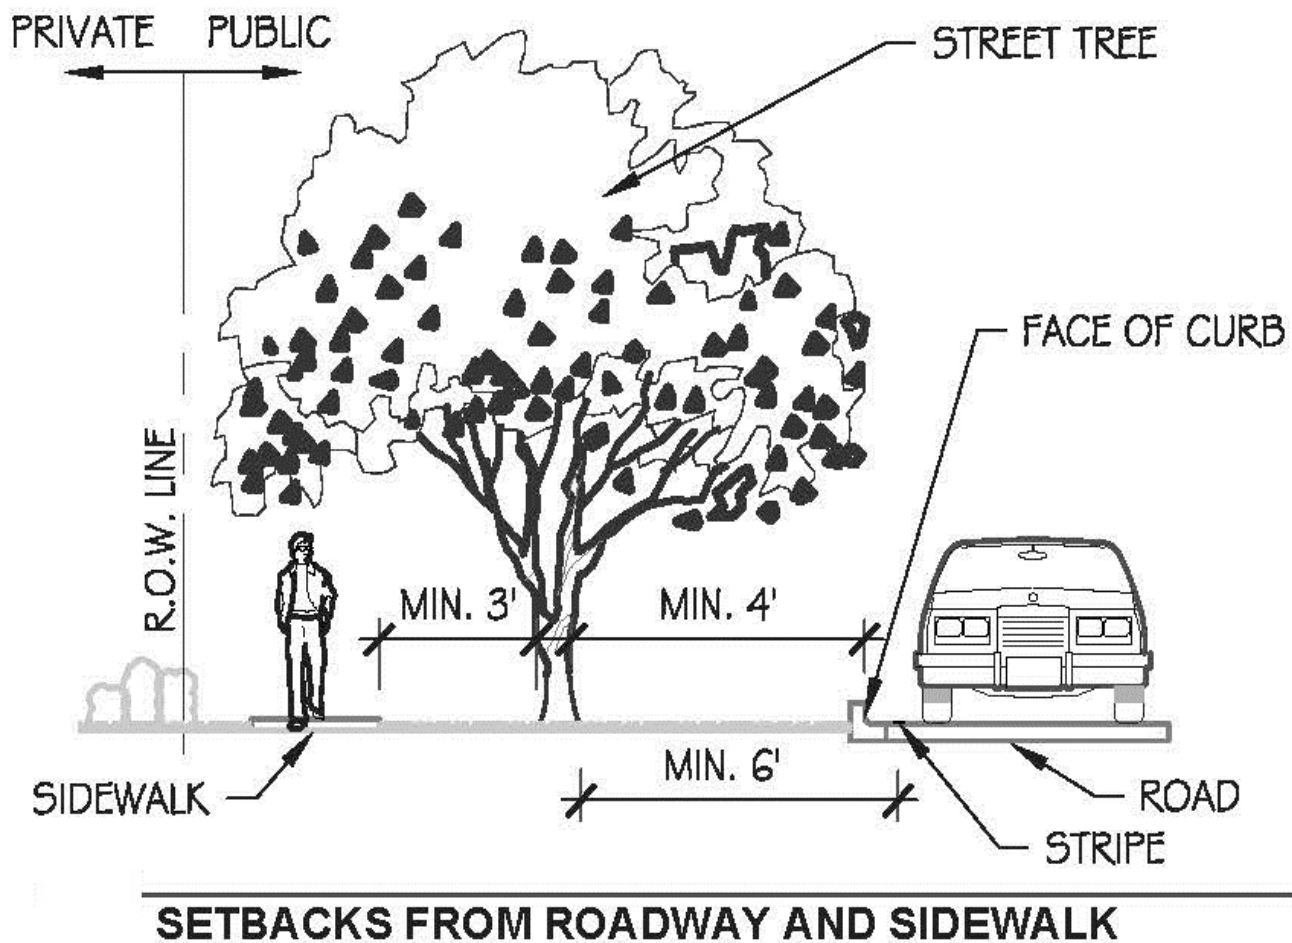 PRIVATE PUBLIC
STREET TREE
FACE OF CURB
R.O.W. LINE
MIN. 3' MIN. 4'
MIN. 6'
SIDEWALK
ROAD
STRIPE
SETBACKS FROM ROADWAY AND SIDEWALK